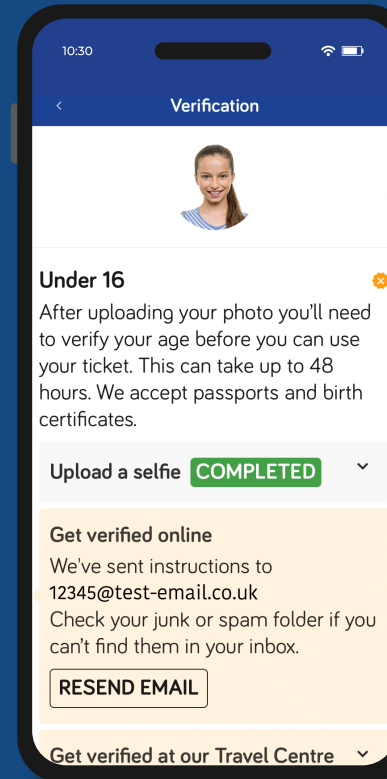 10:30
Verification
Under 16
After uploading your photo you'll need
to verify your age before you can use
your ticket. This can take up to 48
hours. We accept passports and birth
certificates.
Upload a selfie COMPLETED
Get verified online
We've sent instructions to
12345@test-email.co.uk
Check your junk or spam folder if you
can't find them in your inbox.
RESEND EMAIL
Get verified at our Travel Centre